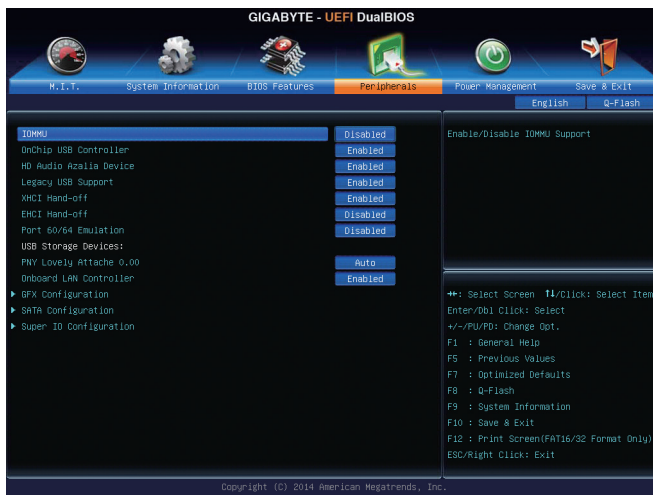 GIGABYTE - UEFI DualBIOS
M.I.T. System Information BIOS Features Peripherals Power Management Save & Exit
English Q-Flash
IOMMU Disabled
OnChip USB Controller Enabled
HD Audio Azalia Device Enabled
Legacy USB Support Enabled
XHCI Hand-off Enabled
EHCI Hand-off Disabled
Port 60/64 Emulation Disabled
USB Storage Devices:
PNY Lovely Attache 0.00 Auto
Onboard LAN Controller Enabled
GFX Configuration
SATA Configuration
Super IO Configuration
Enable/Disable IOMMU Support
↔: Select Screen ↑↓/Click: Select Item
Enter/Dbl Click: Select
+/-/PU/PD: Change Opt.
F1 : General Help
F5 : Previous Values
F7 : Optimized Defaults
F8 : Q-Flash
F9 : System Information
F10 : Save & Exit
F12 : Print Screen(FAT16/32 Format Only)
ESC/Right Click: Exit
Copyright (C) 2014 American Megatrends, Inc.